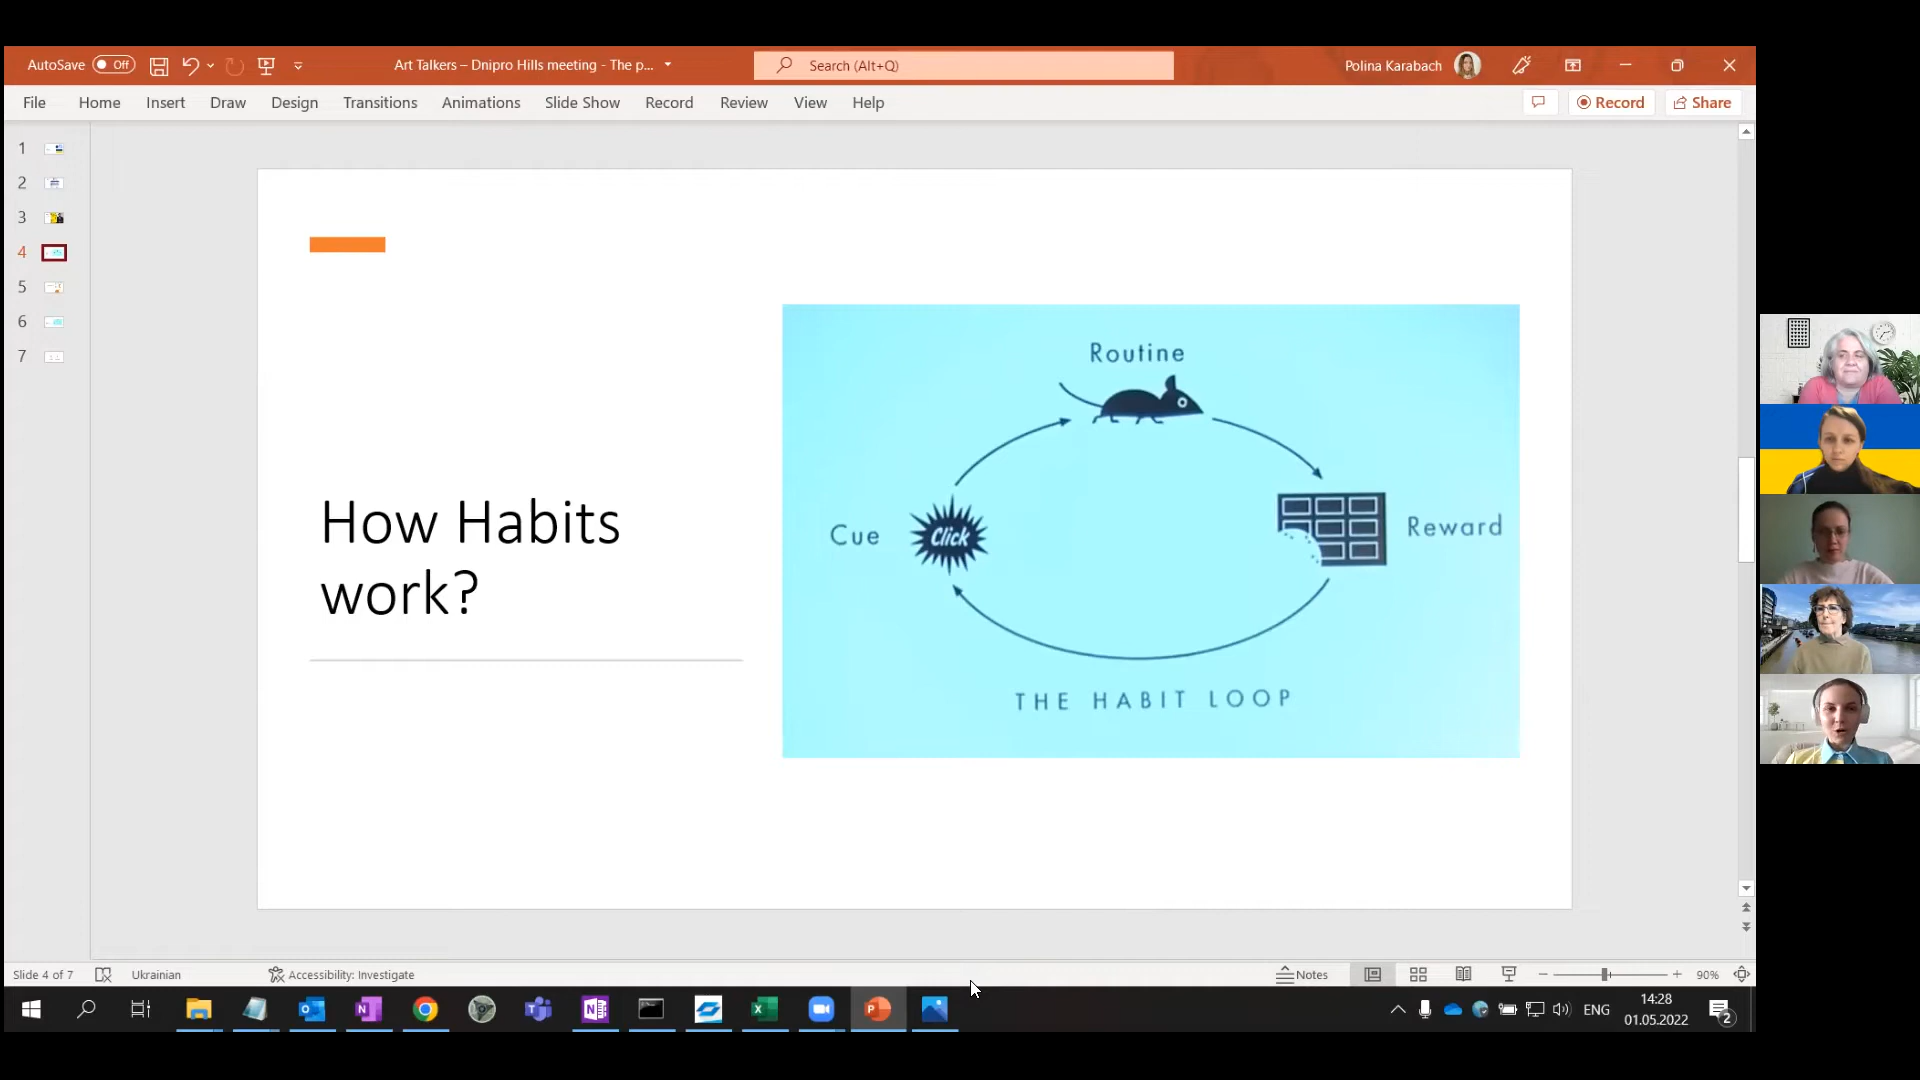 AutoSave Off
Art Talkers – Dnipro Hills meeting - The p...
Search (Alt+Q)
Polina Karabach
File Home Insert Draw Design Transitions Animations Slide Show Record Review View Help
Record
Share
1
2
3
4
5
6
7
How Habits
work?
Routine
Cue
Click
Reward
THE HABIT LOOP
Slide 4 of 7
Ukrainian
Accessibility: Investigate
Notes
90%
ENG
14:28
01.05.2022
2